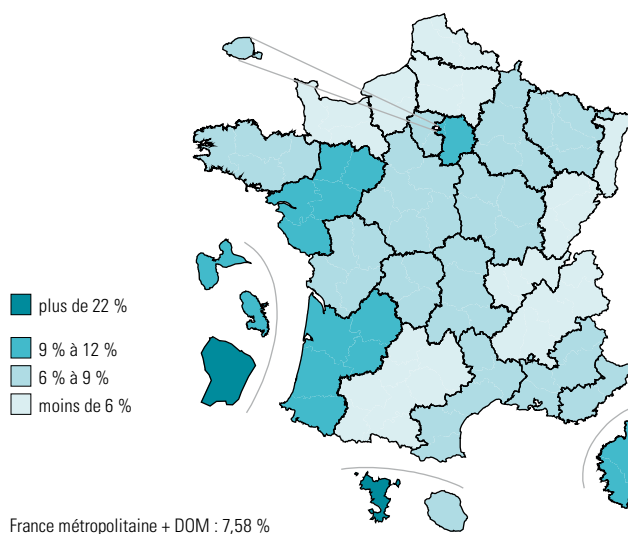 plus de 22 %
9 % à 12 %
6 % à 9 %
moins de 6 %
France métropolitaine + DOM : 7,58 %